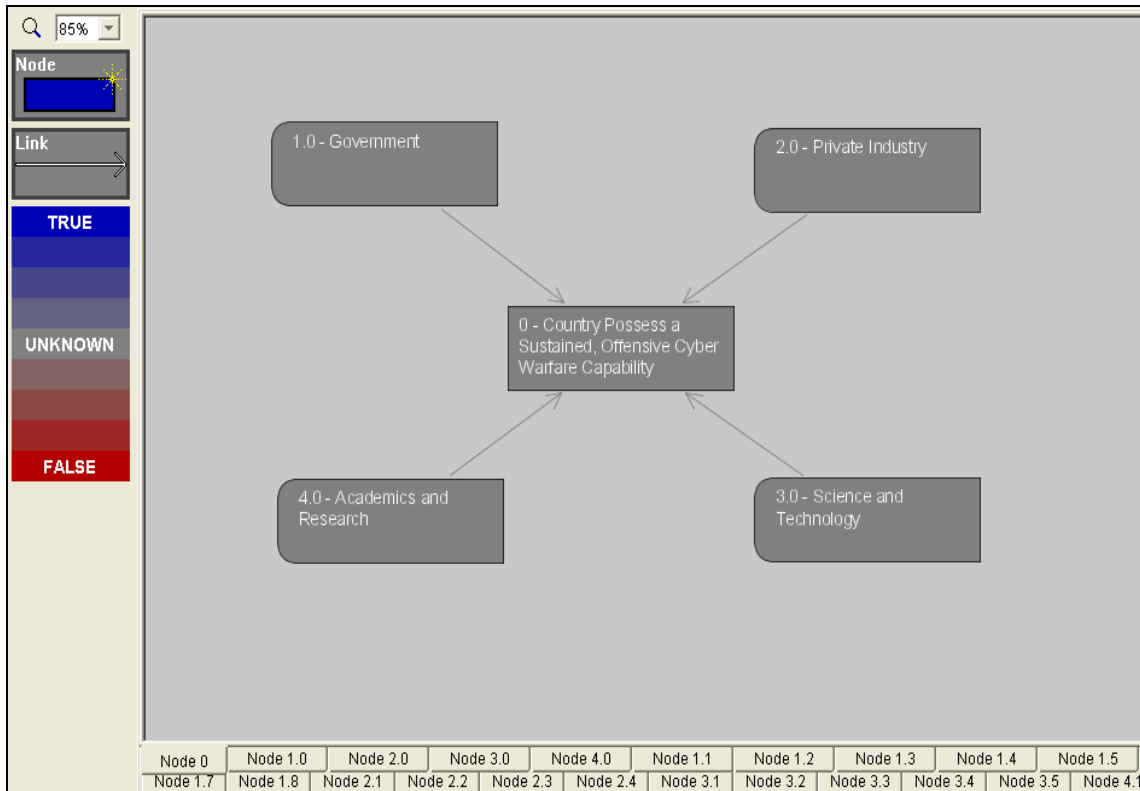 85%
Node
Link
TRUE
UNKNOWN
FALSE
1.0 - Government
2.0 - Private Industry
0 - Country Possess a
Sustained, Offensive Cyber
Warfare Capability
4.0 - Academics and
Research
3.0 - Science and
Technology
Node 0 Node 1.0 Node 2.0 Node 3.0 Node 4.0 Node 1.1 Node 1.2 Node 1.3 Node 1.4 Node 1.5
Node 1.7 Node 1.8 Node 2.1 Node 2.2 Node 2.3 Node 2.4 Node 3.1 Node 3.2 Node 3.3 Node 3.4 Node 3.5 Node 4.1